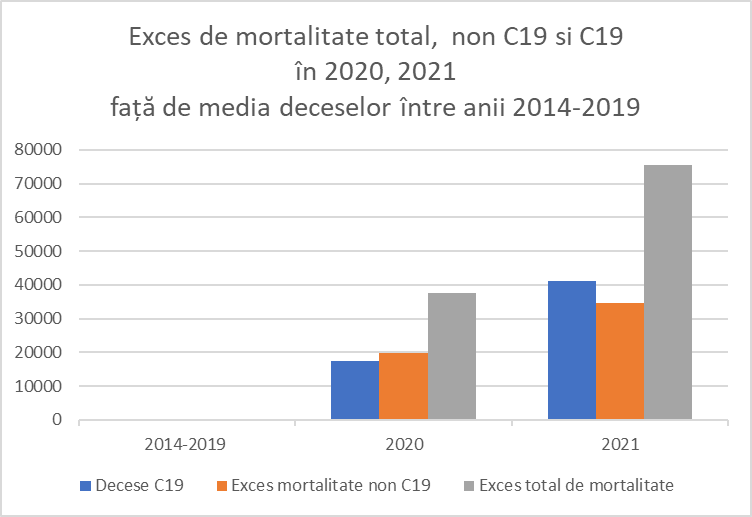 Exces de mortalitate total,  non C19 si C19
în 2020, 2021
față de media deceselor între anii 2014-2019
80000
70000
60000
50000
40000
30000
20000
10000
0
2014-2019 2020 2021
Decese C19 Exces mortalitate non C19 Exces total de mortalitate